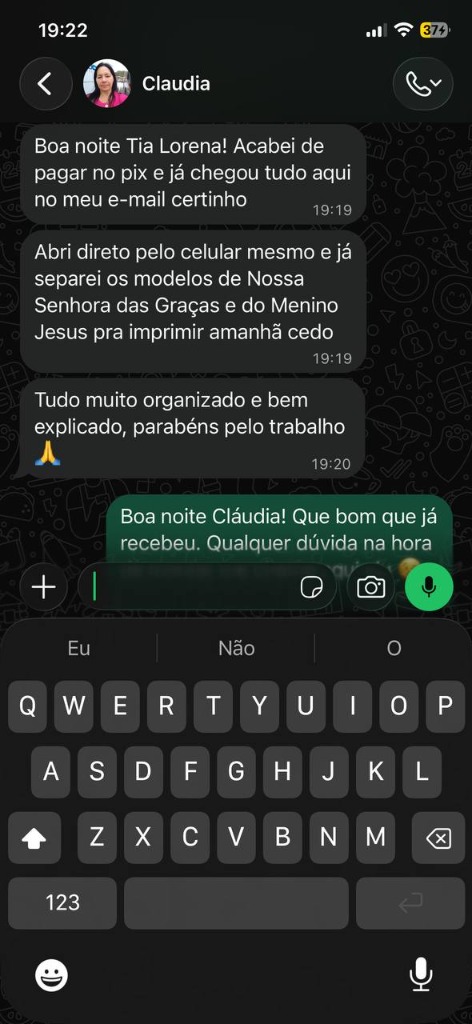 19:22
37
Claudia
Boa noite Tia Lorena! Acabei de
pagar no pix e já chegou tudo aqui
no meu e-mail certinho
19:19
Abri direto pelo celular mesmo e já
separei os modelos de Nossa
Senhora das Graças e do Menino
Jesus pra imprimir amanhã cedo
19:19
Tudo muito organizado e bem
explicado, parabéns pelo trabalho
🙏
19:20
Boa noite Cláudia! Que bom que já
recebeu. Qualquer dúvida na hora
Eu Não O
Q W E R T Y U I O P
A S D F G H J K L
Z X C V B N M
123